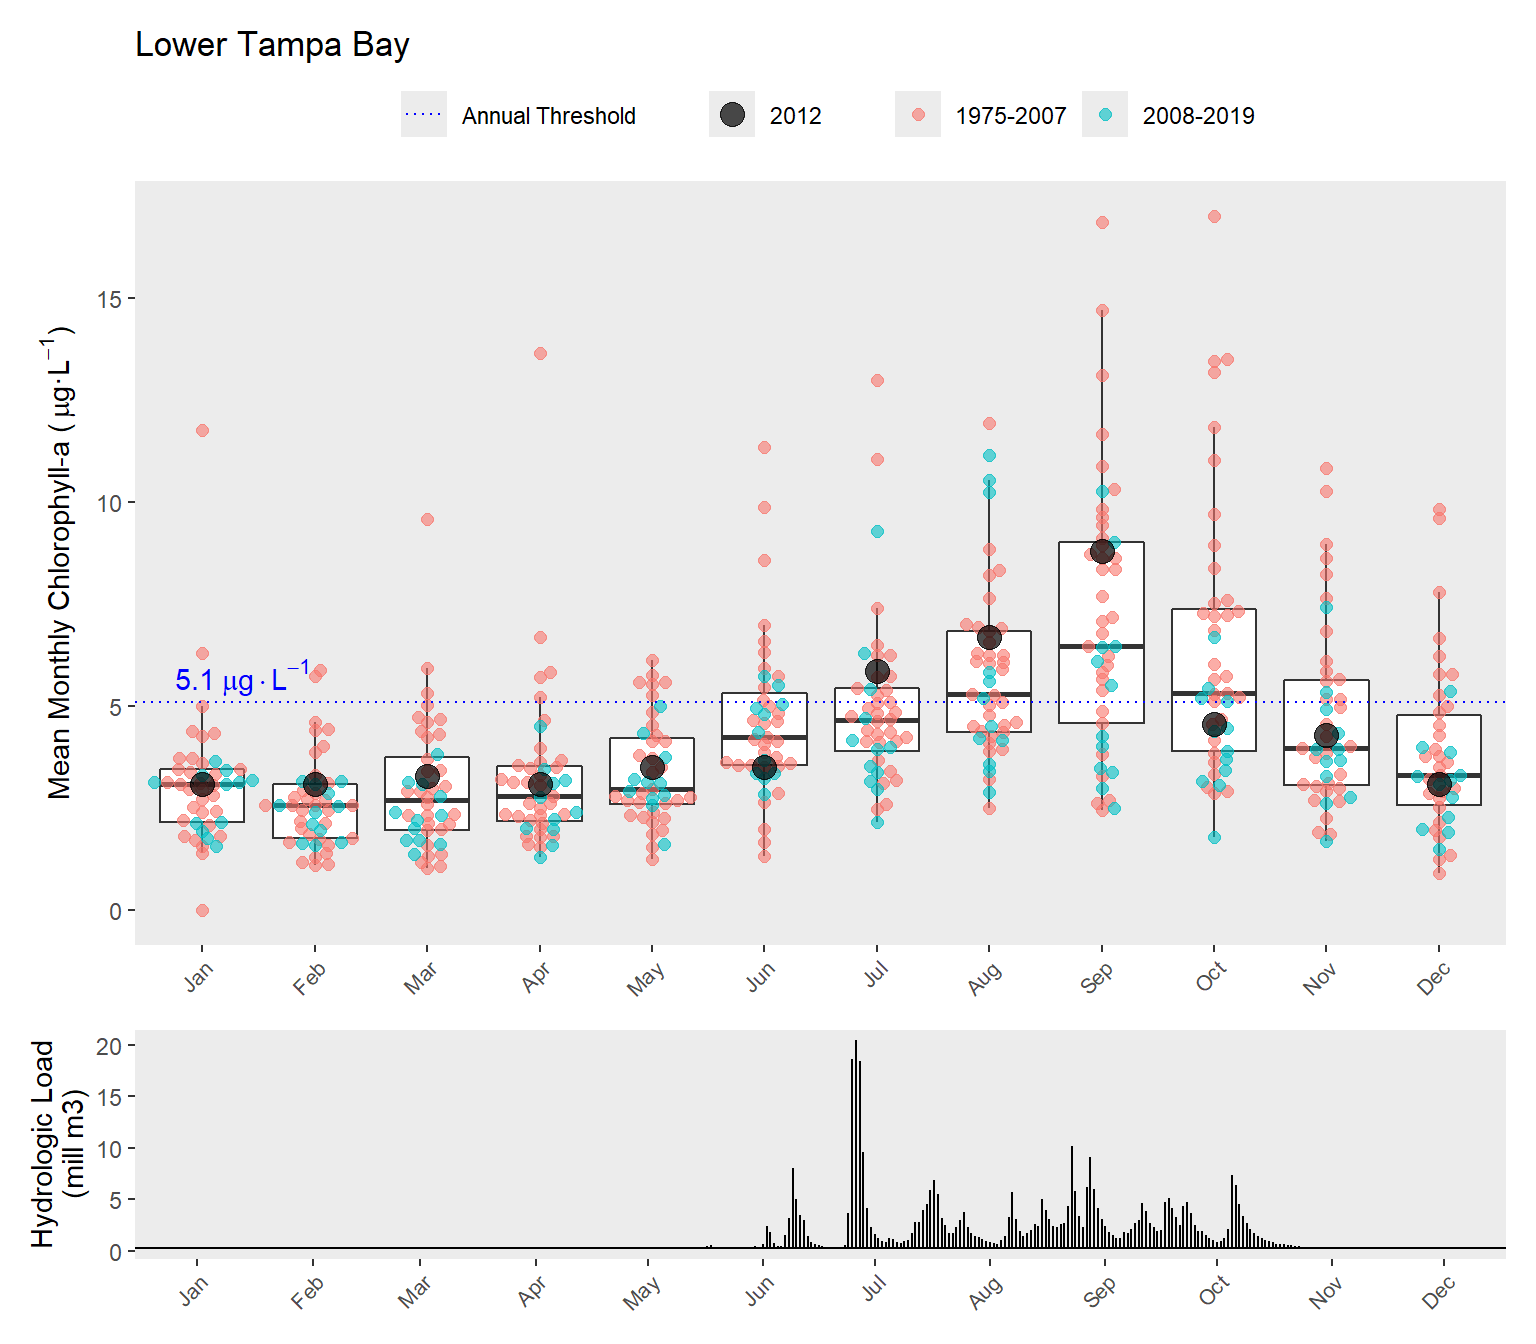 Lower Tampa Bay
Annual Threshold 2012 1975-2007 2008-2019
Mean Monthly Chlorophyll-a ( μg·L⁻¹)
15
10
5
0
5.1 μg·L⁻¹
Jan Feb Mar Apr May Jun Jul Aug Sep Oct Nov Dec
Hydrologic Load
(mill m3)
20
15
10
5
0
Jan Feb Mar Apr May Jun Jul Aug Sep Oct Nov Dec